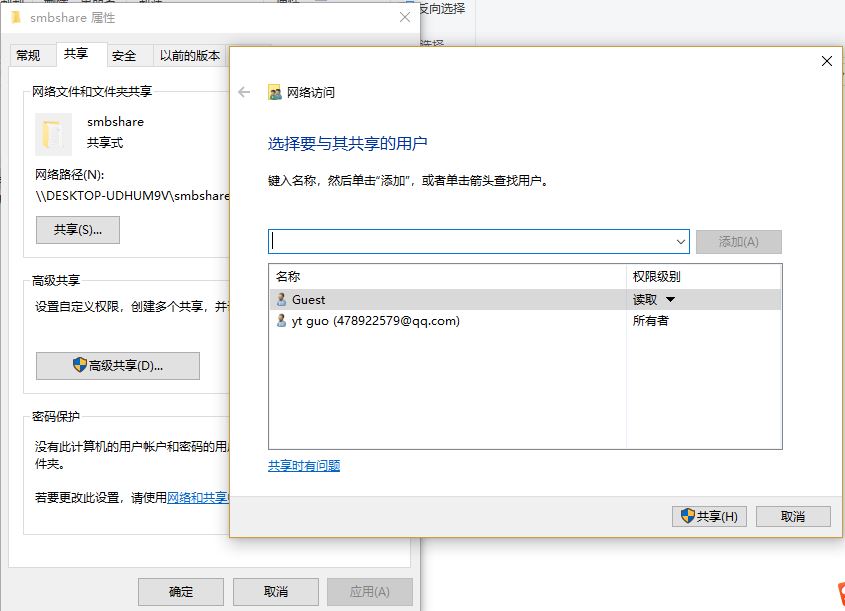 smbshare 属性
反向选择
选择
常规
共享
安全
以前的版本
网络文件和文件夹共享
smbshare
共享式
网络路径(N):
\\DESKTOP-UDHUM9V\smbshare
共享(S)...
高级共享
设置自定义权限，创建多个共享，并
高级共享(D)...
密码保护
没有此计算机的用户帐户和密码的用
件夹。
若要更改此设置，请使用网络和共享
确定
取消
应用(A)
网络访问
选择要与其共享的用户
键入名称，然后单击“添加”，或者单击箭头查找用户。
添加(A)
名称
权限级别
Guest
读取
yt guo (478922579@qq.com)
所有者
共享时有问题
共享(H)
取消